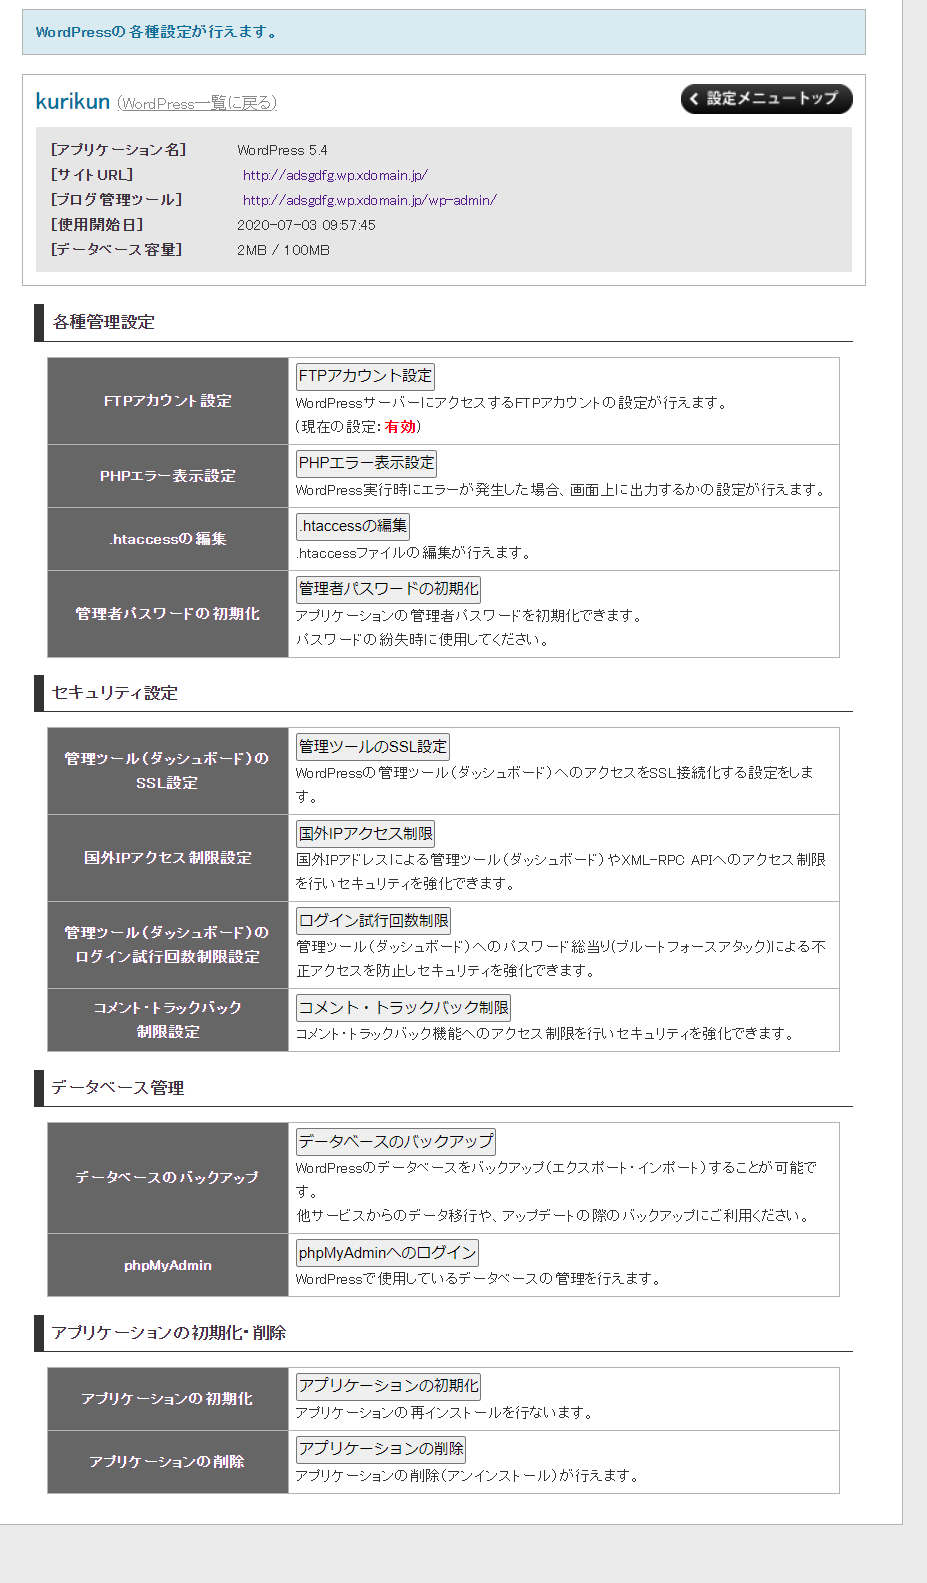 WordPressの各種設定が行えます。
kurikun (WordPress一覧に戻る)
設定メニュートップ
[アプリケーション名] WordPress 5.4
[サイトURL] http://adsgdfg.wp.xdomain.jp/
[ブログ管理ツール] http://adsgdfg.wp.xdomain.jp/wp-admin/
[使用開始日] 2020-07-03 09:57:45
[データベース容量] 2MB / 100MB
各種管理設定
FTPアカウント設定
FTPアカウント設定
WordPressサーバーにアクセスするFTPアカウントの設定が行えます。
(現在の設定:有効)
PHPエラー表示設定
PHPエラー表示設定
WordPress実行時にエラーが発生した場合、画面上に出力するかの設定が行えます。
.htaccessの編集
.htaccessの編集
.htaccessファイルの編集が行えます。
管理者パスワードの初期化
管理者パスワードの初期化
アプリケーションの管理者パスワードを初期化できます。
パスワードの紛失時に使用してください。
セキュリティ設定
管理ツール(ダッシュボード)の
SSL設定
管理ツールのSSL設定
WordPressの管理ツール(ダッシュボード)へのアクセスをSSL接続化する設定をしま
す。
国外IPアクセス制限設定
国外IPアクセス制限
国外IPアドレスによる管理ツール(ダッシュボード)やXML-RPC APIへのアクセス制限
を行いセキュリティを強化できます。
管理ツール(ダッシュボード)の
ログイン試行回数制限設定
ログイン試行回数制限
管理ツール(ダッシュボード)へのパスワード総当り(ブルートフォースアタック)による不
正アクセスを防止しセキュリティを強化できます。
コメント・トラックバック
制限設定
コメント・トラックバック制限
コメント・トラックバック機能へのアクセス制限を行いセキュリティを強化できます。
データベース管理
データベースのバックアップ
データベースのバックアップ
WordPressのデータベースをバックアップ(エクスポート・インポート)することが可能で
す。
他サービスからのデータ移行や、アップデートの際のバックアップにご利用ください。
phpMyAdmin
phpMyAdminへのログイン
WordPressで使用しているデータベースの管理を行えます。
アプリケーションの初期化・削除
アプリケーションの初期化
アプリケーションの初期化
アプリケーションの再インストールを行ないます。
アプリケーションの削除
アプリケーションの削除
アプリケーションの削除(アンインストール)が行えます。